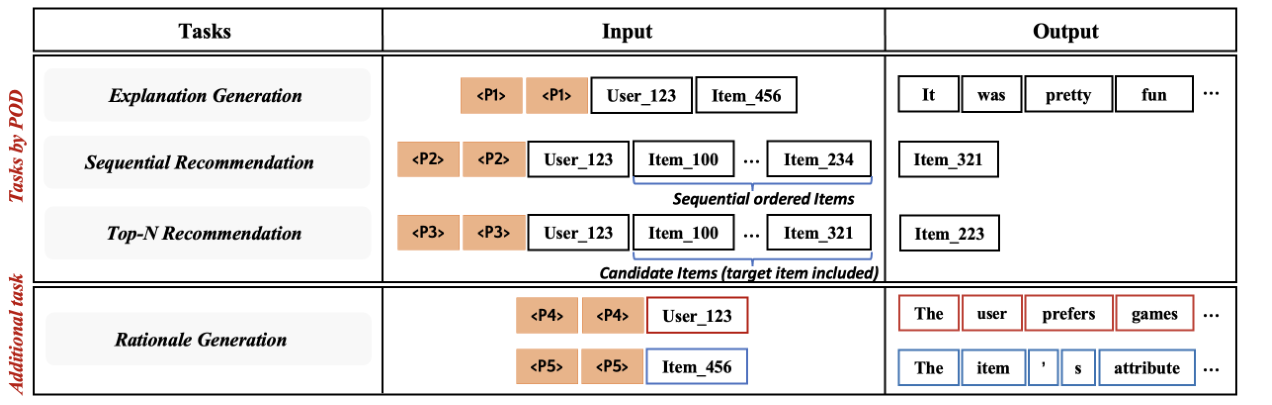 Tasks Input Output
Tasks by POD
Explanation Generation <P1> <P1> User_123 Item_456 It was pretty fun ...
Sequential Recommendation <P2> <P2> User_123 Item_100 ... Item_234 Item_321
Sequential ordered Items
Top-N Recommendation <P3> <P3> User_123 Item_100 ... Item_321 Item_223
Candidate Items (target item included)
Additional task
Rationale Generation
<P4> <P4> User_123 The user prefers games ...
<P5> <P5> Item_456 The item ' s attribute ...